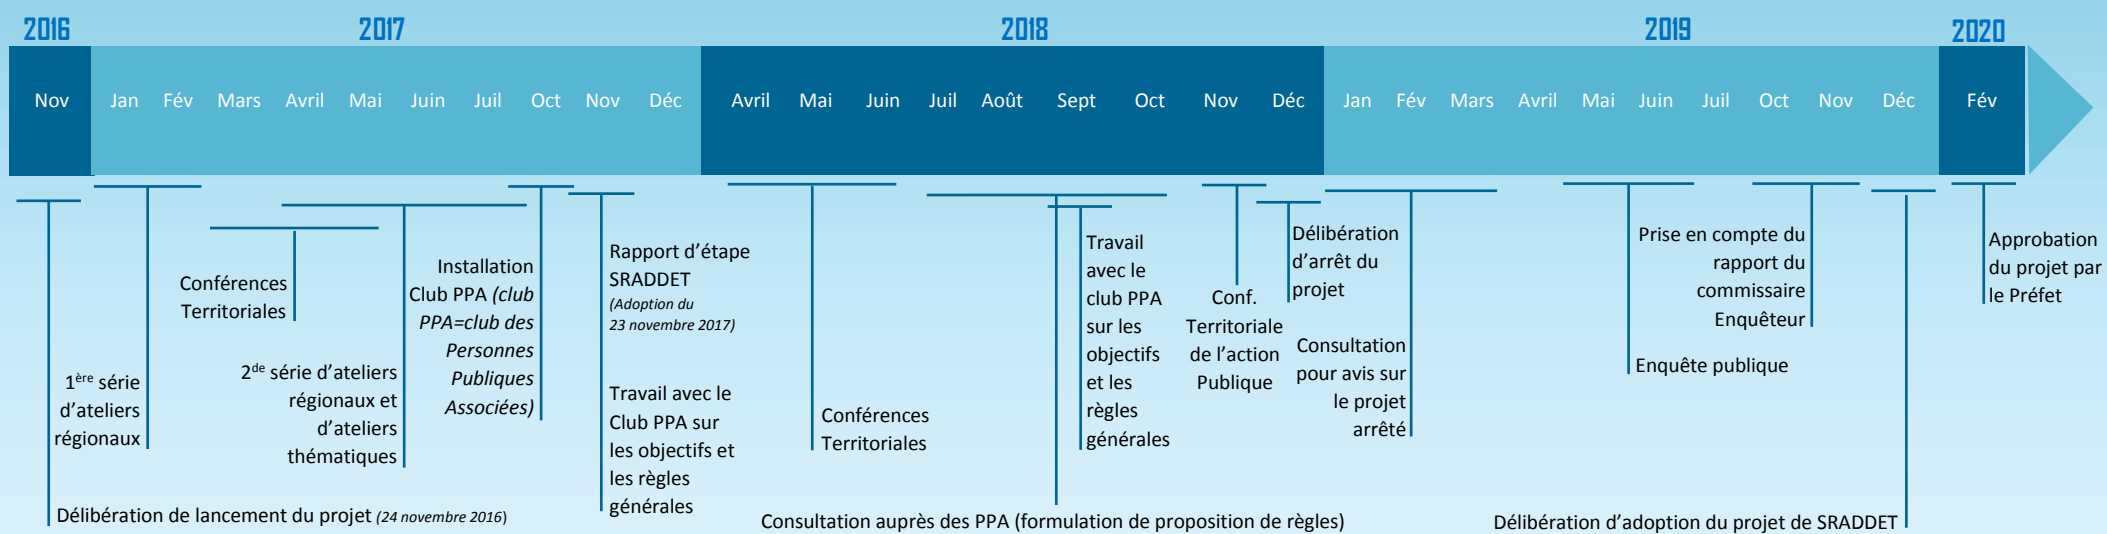 2016
2017
2018
2019
2020
Nov
Jan Fév Mars Avril Mai Juin Juil Oct Nov Déc
Avril Mai Juin Juil Août Sept Oct Nov Déc
Jan Fév Mars Avril Mai Juin Juil Oct Nov Déc
Fév
Délibération de lancement du projet (24 novembre 2016)
1ère série
d’ateliers
régionaux
Conférences
Territoriales
2de série d’ateliers
régionaux et
d’ateliers
thématiques
Installation
Club PPA (club
PPA=club des
Personnes
Publiques
Associées)
Rapport d’étape
SRADDET
(Adoption du
23 novembre 2017)
Travail avec le
Club PPA sur
les objectifs et
les règles
générales
Conférences
Territoriales
Consultation auprès des PPA (formulation de proposition de règles)
Travail
avec le
club PPA
sur les
objectifs
et les
règles
générales
Conf.
Territoriale
de l’action
Publique
Délibération
d’arrêt du
projet
Consultation
pour avis sur
le projet
arrêté
Enquête publique
Prise en compte du
rapport du
commissaire
Enquêteur
Délibération d’adoption du projet de SRADDET
Approbation
du projet par
le Préfet